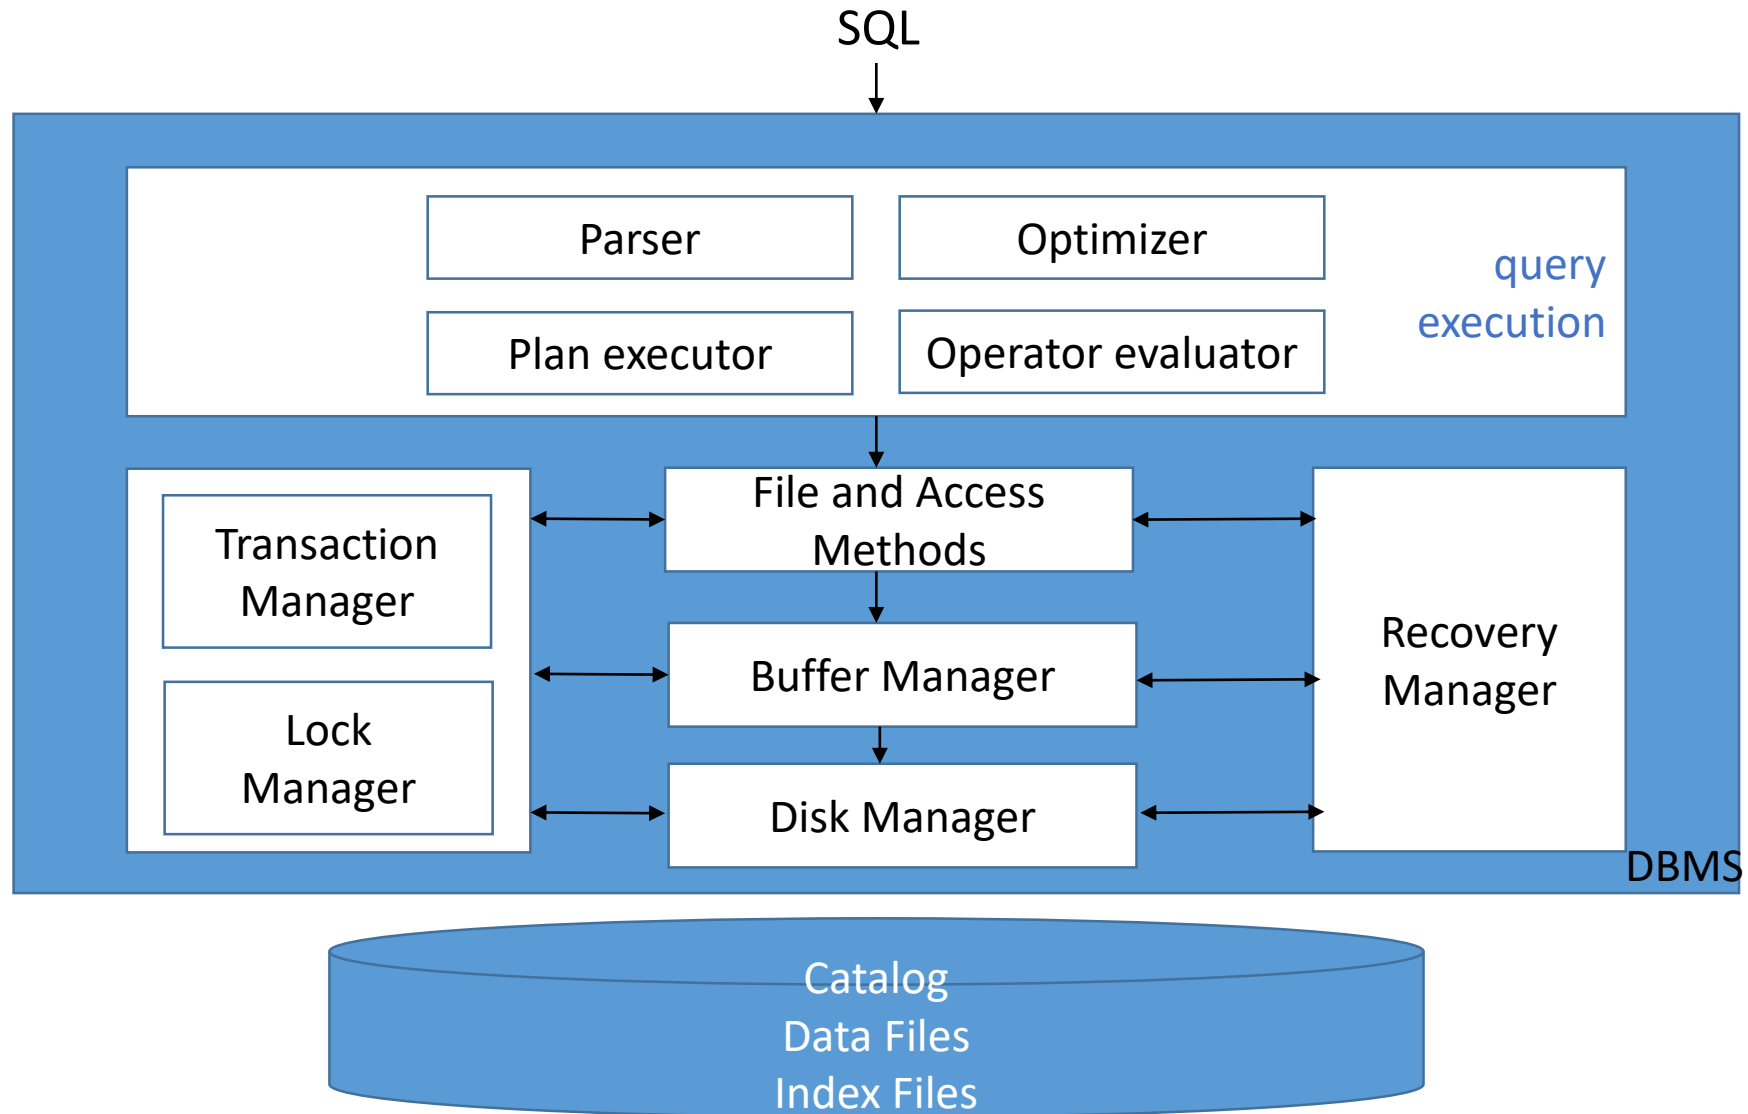 SQL
Parser
Optimizer
query
execution
Plan executor
Operator evaluator
File and Access
Methods
Transaction
Manager
Recovery
Manager
Buffer Manager
Lock
Manager
Disk Manager
DBMS
Catalog
Data Files
Index Files